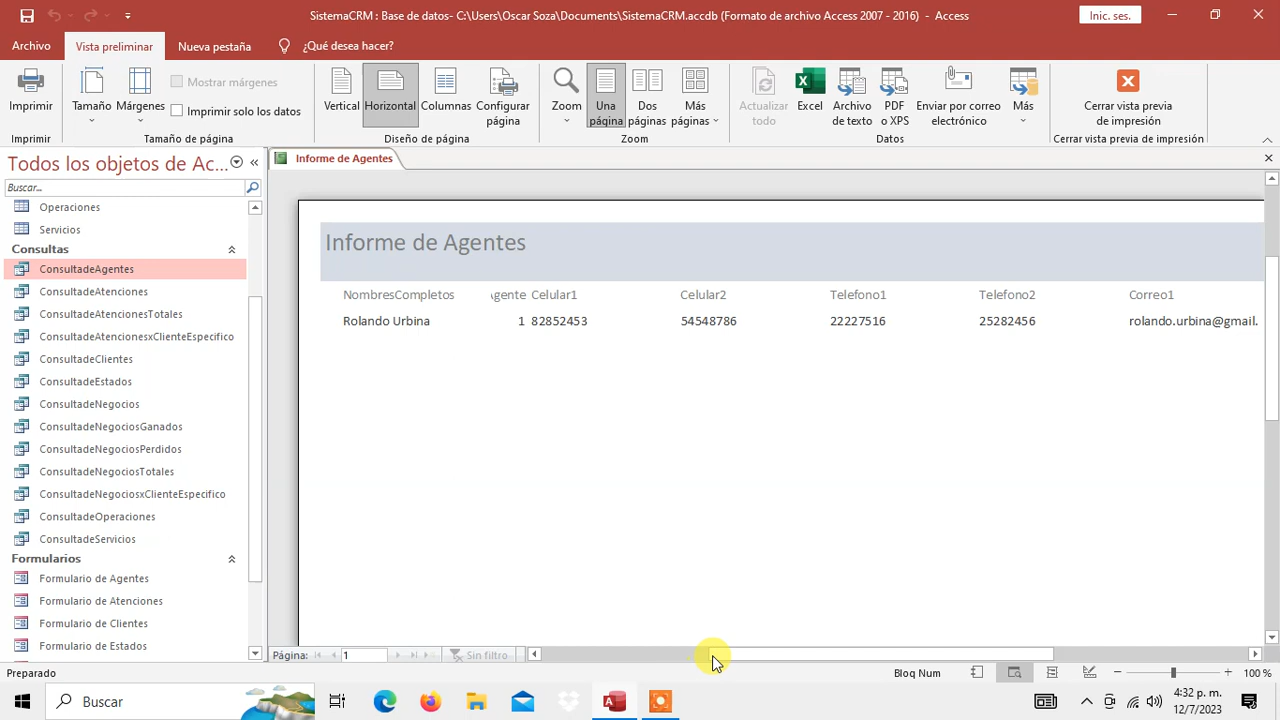 SistemaCRM : Base de datos- C:\Users\Oscar Soza\Documents\SistemaCRM.accdb (Formato de archivo Access 2007 - 2016) - Access
Inic. ses.
Archivo
Vista preliminar
Nueva pestaña
¿Qué desea hacer?
Imprimir
Tamaño
Márgenes
Mostrar márgenes
Imprimir solo los datos
Vertical
Horizontal
Columnas
Configurar página
Zoom
Una página
Dos páginas
Más páginas
Actualizar todo
Excel
Archivo de texto
PDF o XPS
Enviar por correo electrónico
Más
Cerrar vista previa de impresión
Imprimir
Tamaño de página
Diseño de página
Zoom
Datos
Cerrar vista previa de impresión
Todos los objetos de Ac...
Buscar...
Operaciones
Servicios
Consultas
ConsultadeAgentes
ConsultadeAtenciones
ConsultadeAtencionesTotales
ConsultadeAtencionesxClienteEspecifico
ConsultadeClientes
ConsultadeEstados
ConsultadeNegocios
ConsultadeNegociosGanados
ConsultadeNegociosPerdidos
ConsultadeNegociosTotales
ConsultadeNegociosxClienteEspecifico
ConsultadeOperaciones
ConsultadeServicios
Formularios
Formulario de Agentes
Formulario de Atenciones
Formulario de Clientes
Formulario de Estados
Informe de Agentes
Informe de Agentes
NombresCompletos Agente Celular1 Celular2 Telefono1 Telefono2 Correo1
Rolando Urbina 1 82852453 54548786 22227516 25282456 rolando.urbina@gmail.
Página: 1 Sin filtro
Preparado
Bloq Num
100 %
Buscar
4:32 p. m.
12/7/2023